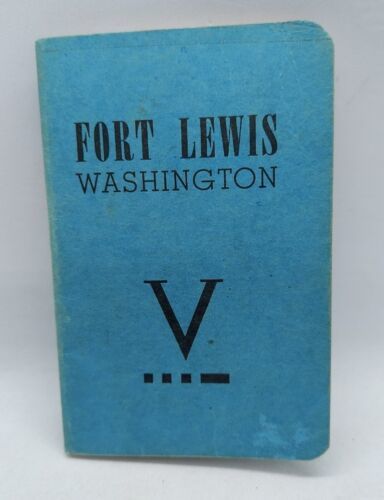 FORT LEWIS
WASHINGTON
V
...–